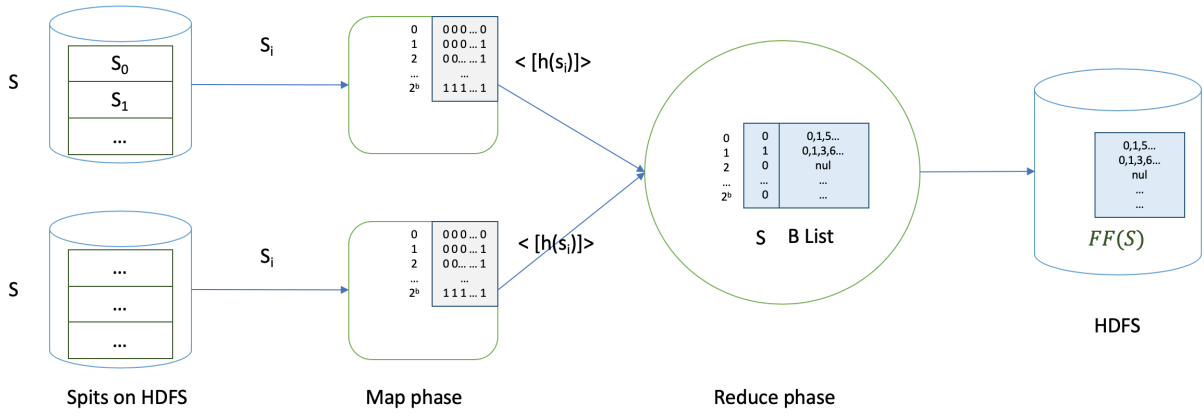 S
S0
S1
...
Si
0 0 0 0 ... 0
1 0 0 0 ... 1
2 0 0... ... 1
... ...
2ᵇ 1 1 1 ... 1
< [h(si)]>
S
...
...
...
Si
0 0 0 0 ... 0
1 0 0 0 ... 1
2 0 0... ... 1
... ...
2ᵇ 1 1 1 ... 1
< [h(si)]>
0 0 0,1,5...
1 1 0,1,3,6...
2 0 nul
... ... ...
2ᵇ 0 ...
S B List
0,1,5...
0,1,3,6...
nul
...
...
FF(S)
HDFS
Spits on HDFS Map phase Reduce phase